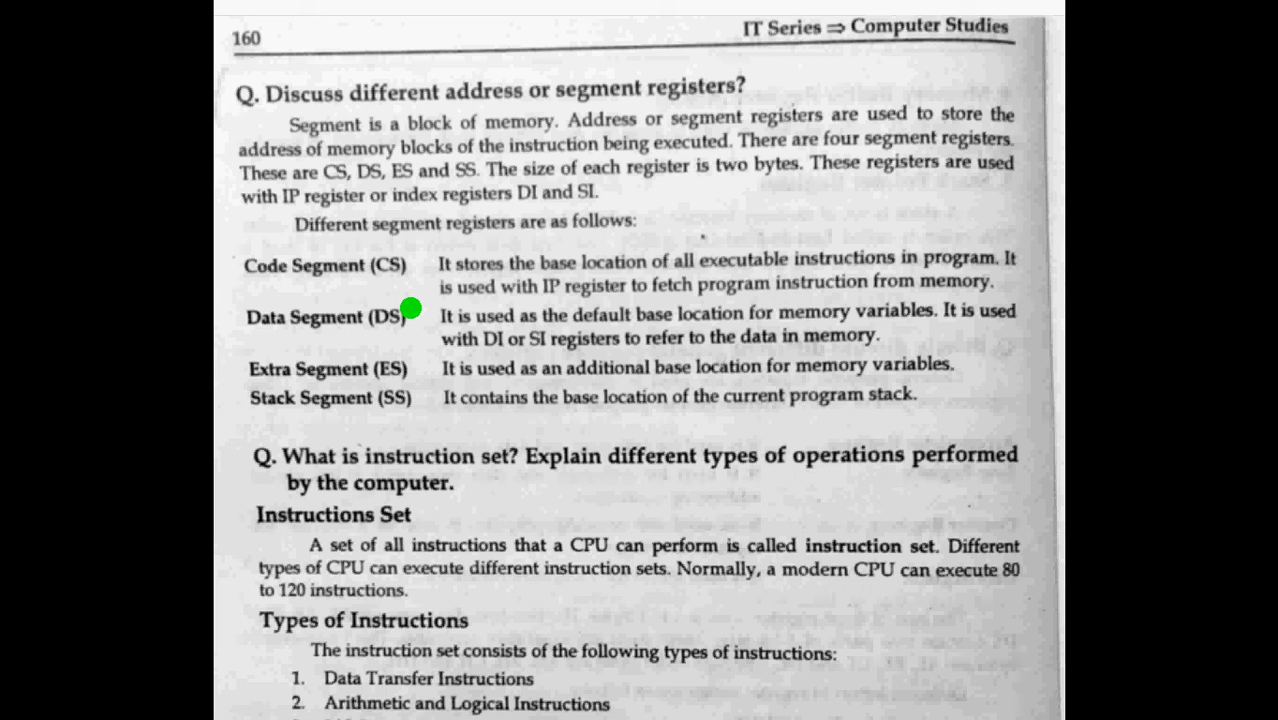 160
IT Series ⇒ Computer Studies
Q. Discuss different address or segment registers?
Segment is a block of memory. Address or segment registers are used to store the
address of memory blocks of the instruction being executed. There are four segment registers.
These are CS, DS, ES and SS. The size of each register is two bytes. These registers are used
with IP register or index registers DI and SI.
Different segment registers are as follows:
Code Segment (CS) It stores the base location of all executable instructions in program. It
is used with IP register to fetch program instruction from memory.
Data Segment (DS) It is used as the default base location for memory variables. It is used
with DI or SI registers to refer to the data in memory.
Extra Segment (ES) It is used as an additional base location for memory variables.
Stack Segment (SS) It contains the base location of the current program stack.
Q. What is instruction set? Explain different types of operations performed
by the computer.
Instructions Set
A set of all instructions that a CPU can perform is called instruction set. Different
types of CPU can execute different instruction sets. Normally, a modern CPU can execute 80
to 120 instructions.
Types of Instructions
The instruction set consists of the following types of instructions:
1. Data Transfer Instructions
2. Arithmetic and Logical Instructions